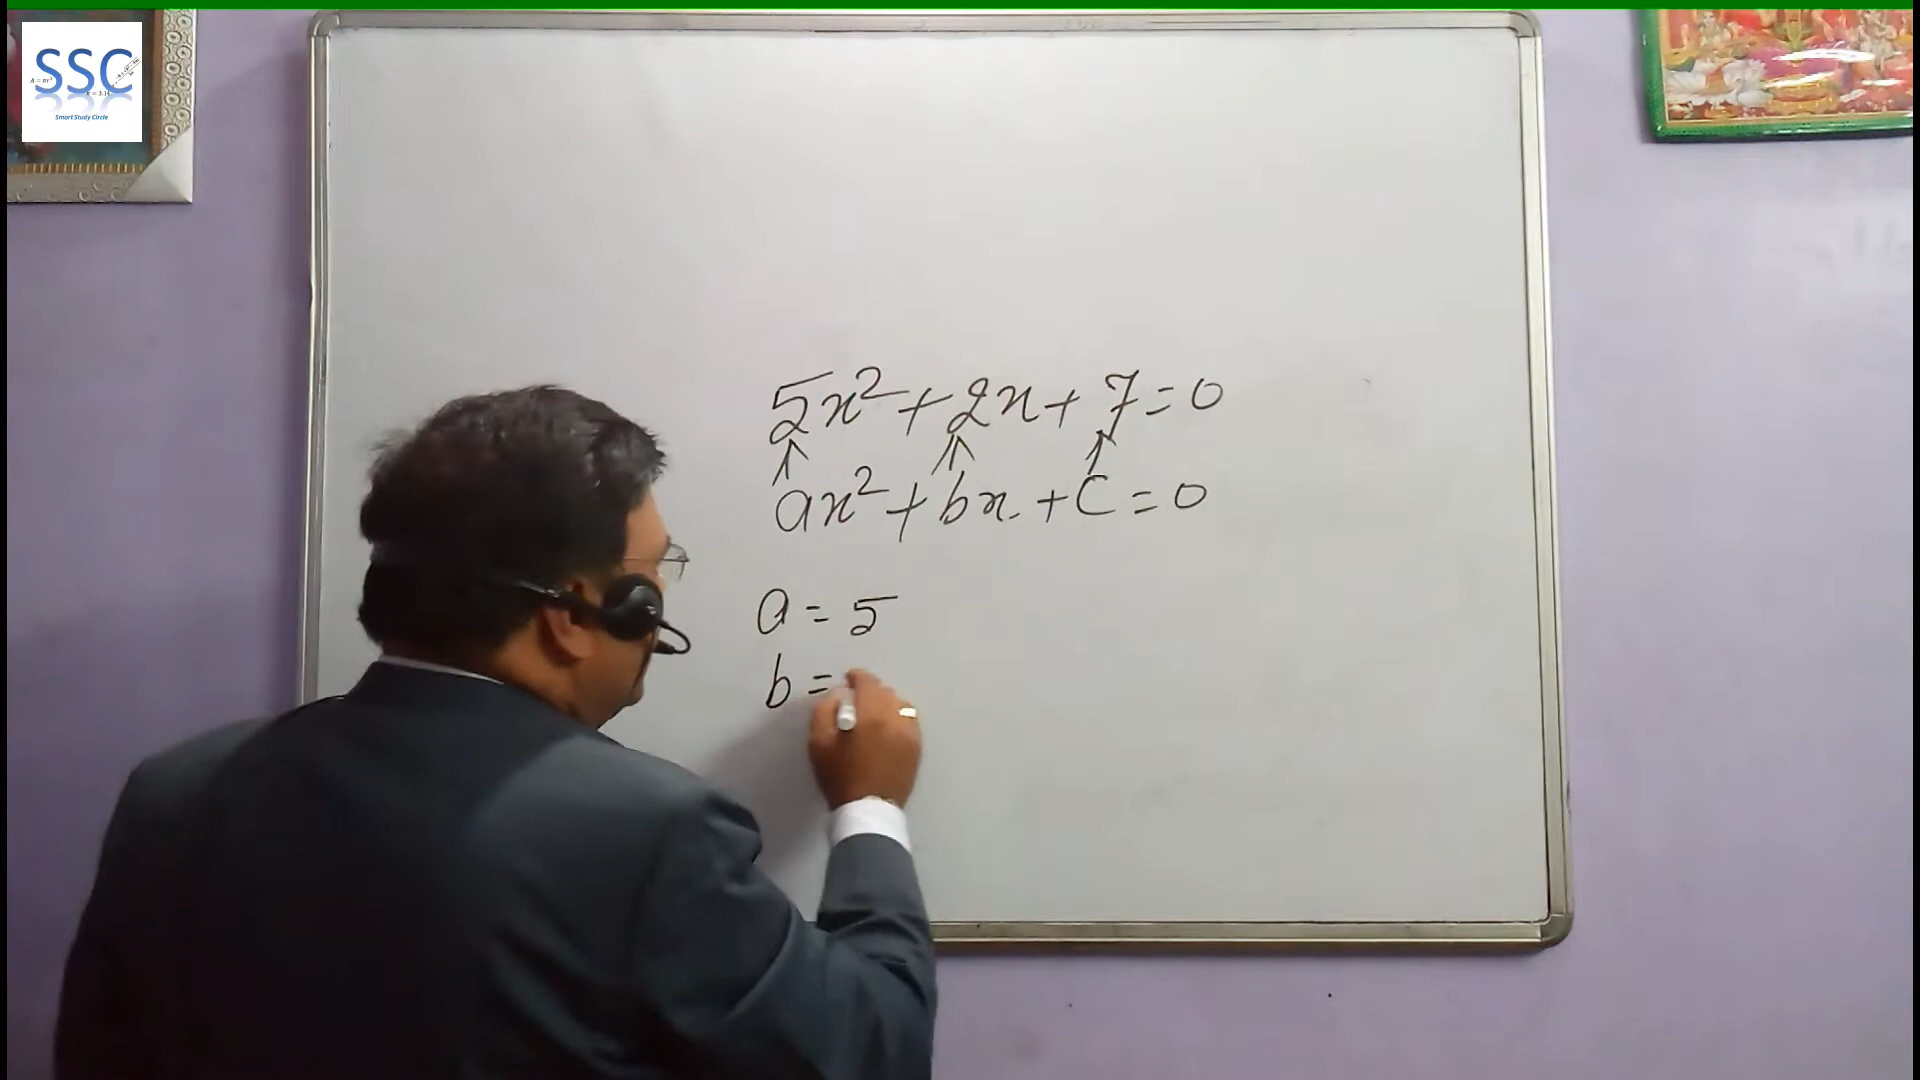 SSC
Smart Study Circle
5x²+2x+7=0
ax²+bx+c=0
a=5
b=